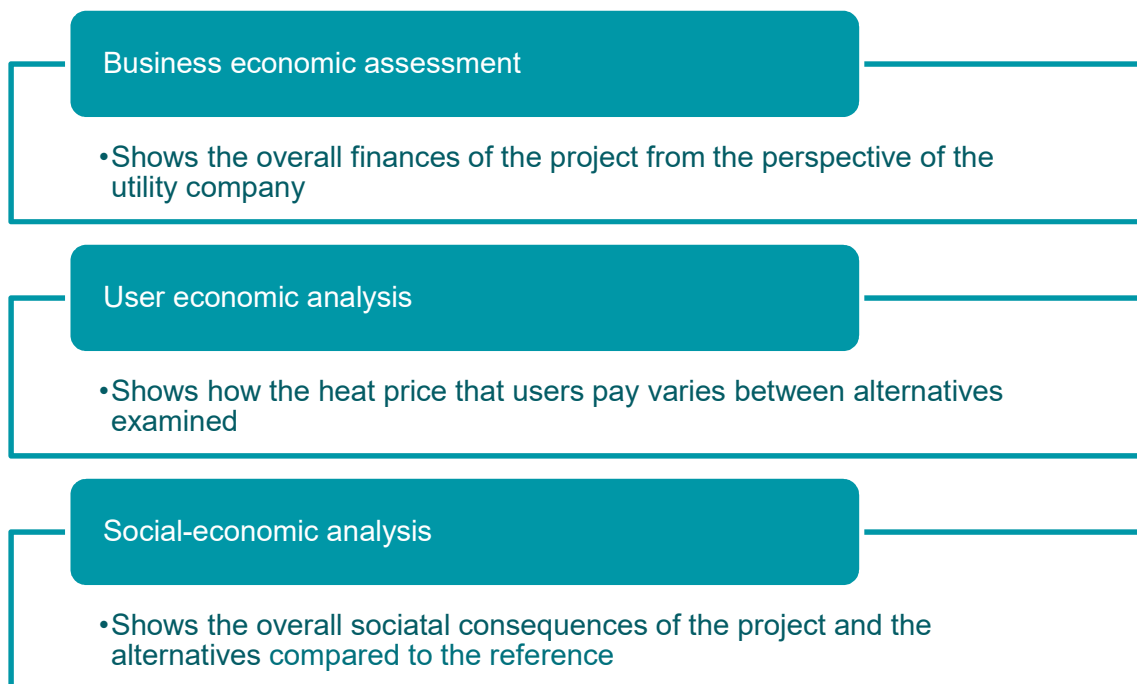 Business economic assessment
•Shows the overall finances of the project from the perspective of the
utility company
User economic analysis
•Shows how the heat price that users pay varies between alternatives
examined
Social-economic analysis
•Shows the overall sociatal consequences of the project and the
alternatives compared to the reference